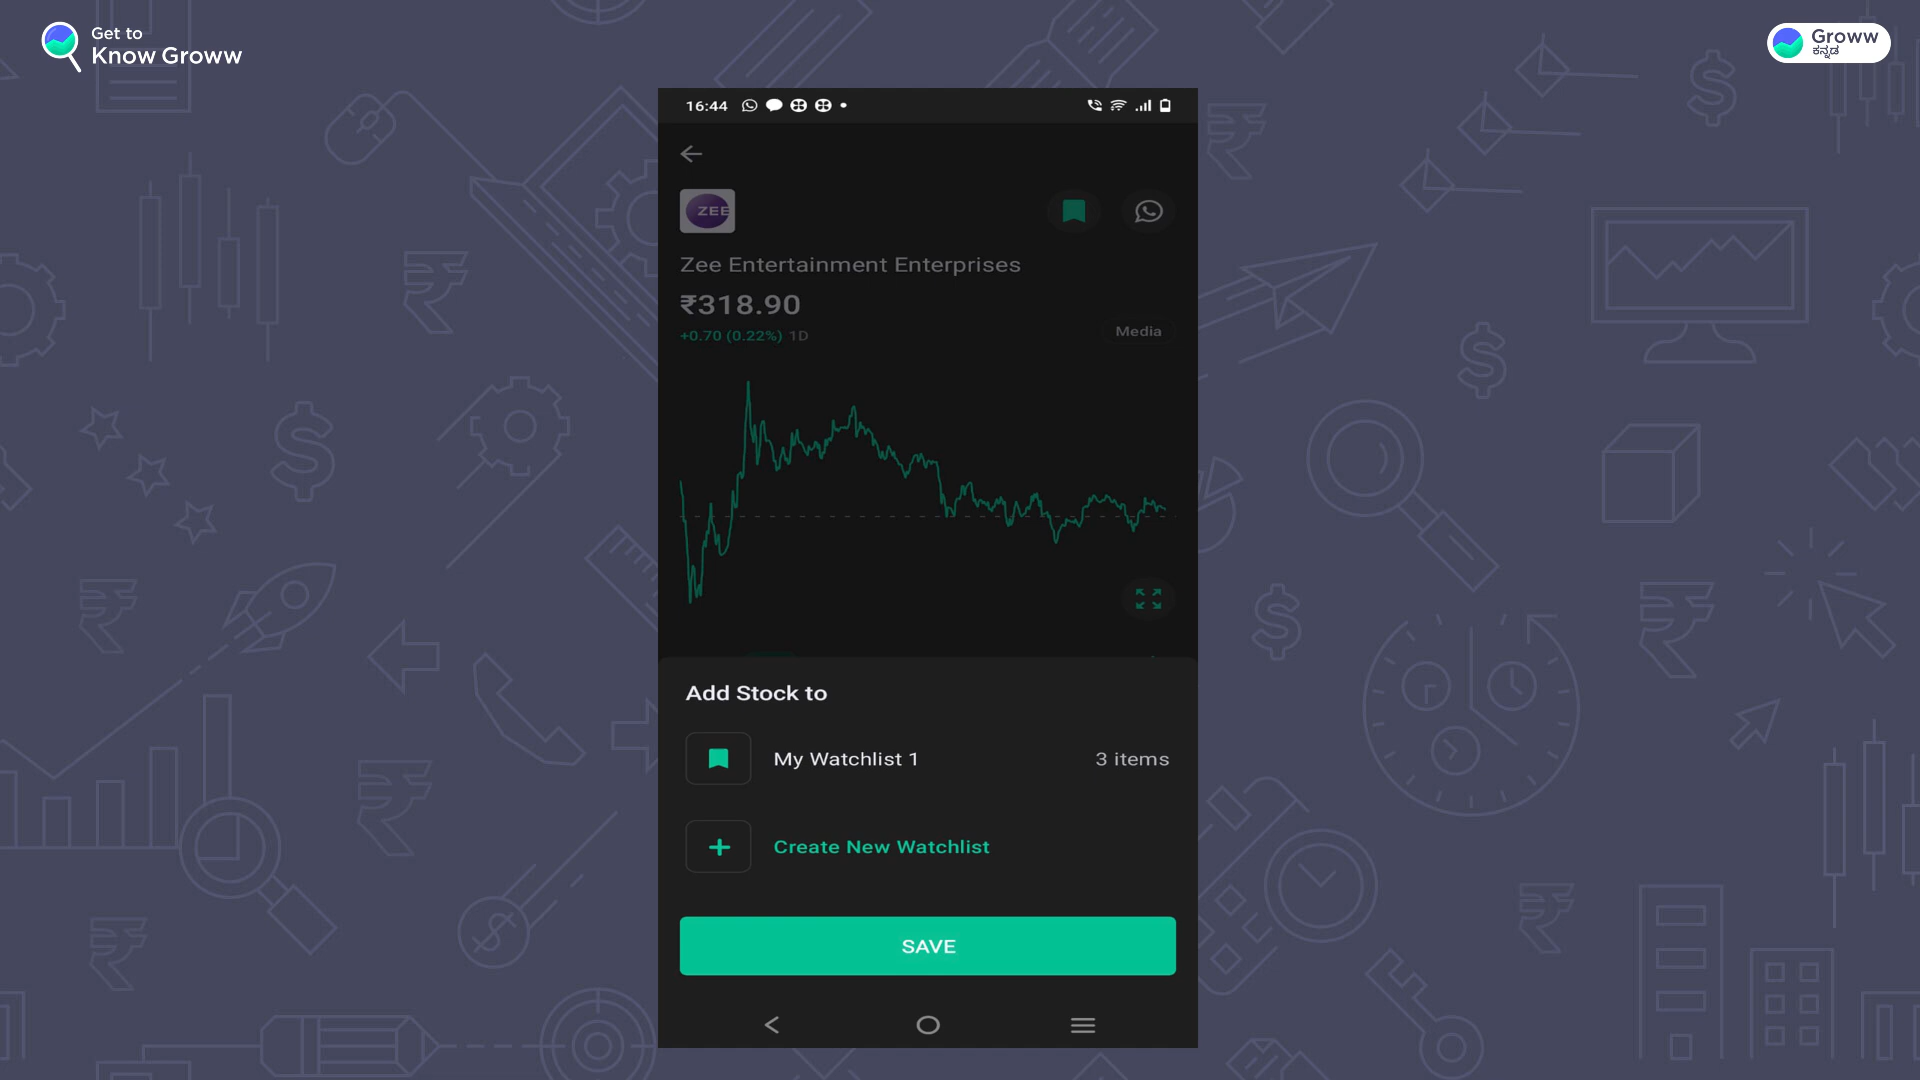 Get to
Know Groww
Groww
ಕನ್ನಡ
16:44
ZEE
Zee Entertainment Enterprises
₹318.90
+0.70 (0.22%) 1D
Media
Add Stock to
My Watchlist 1
3 items
Create New Watchlist
SAVE